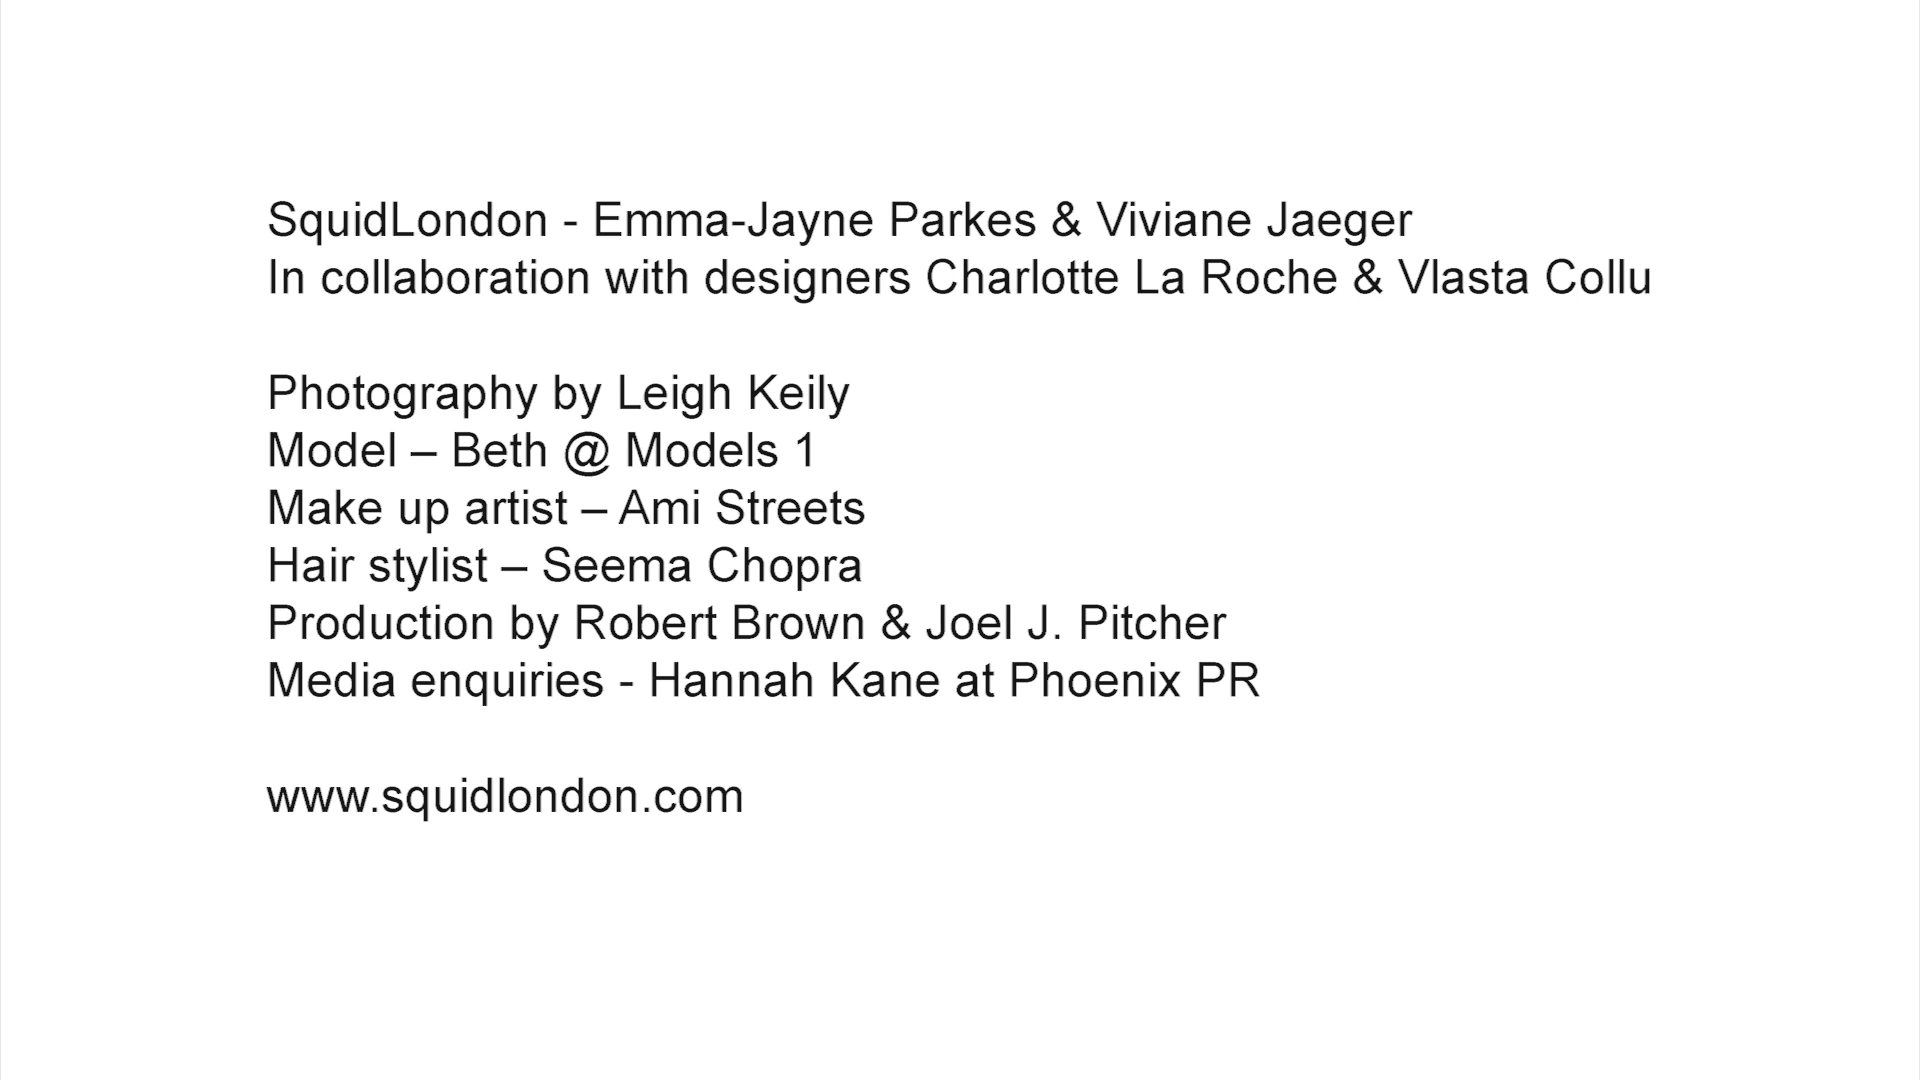 SquidLondon - Emma-Jayne Parkes & Viviane Jaeger
In collaboration with designers Charlotte La Roche & Vlasta Collu
Photography by Leigh Keily
Model – Beth @ Models 1
Make up artist – Ami Streets
Hair stylist – Seema Chopra
Production by Robert Brown & Joel J. Pitcher
Media enquiries - Hannah Kane at Phoenix PR
www.squidlondon.com